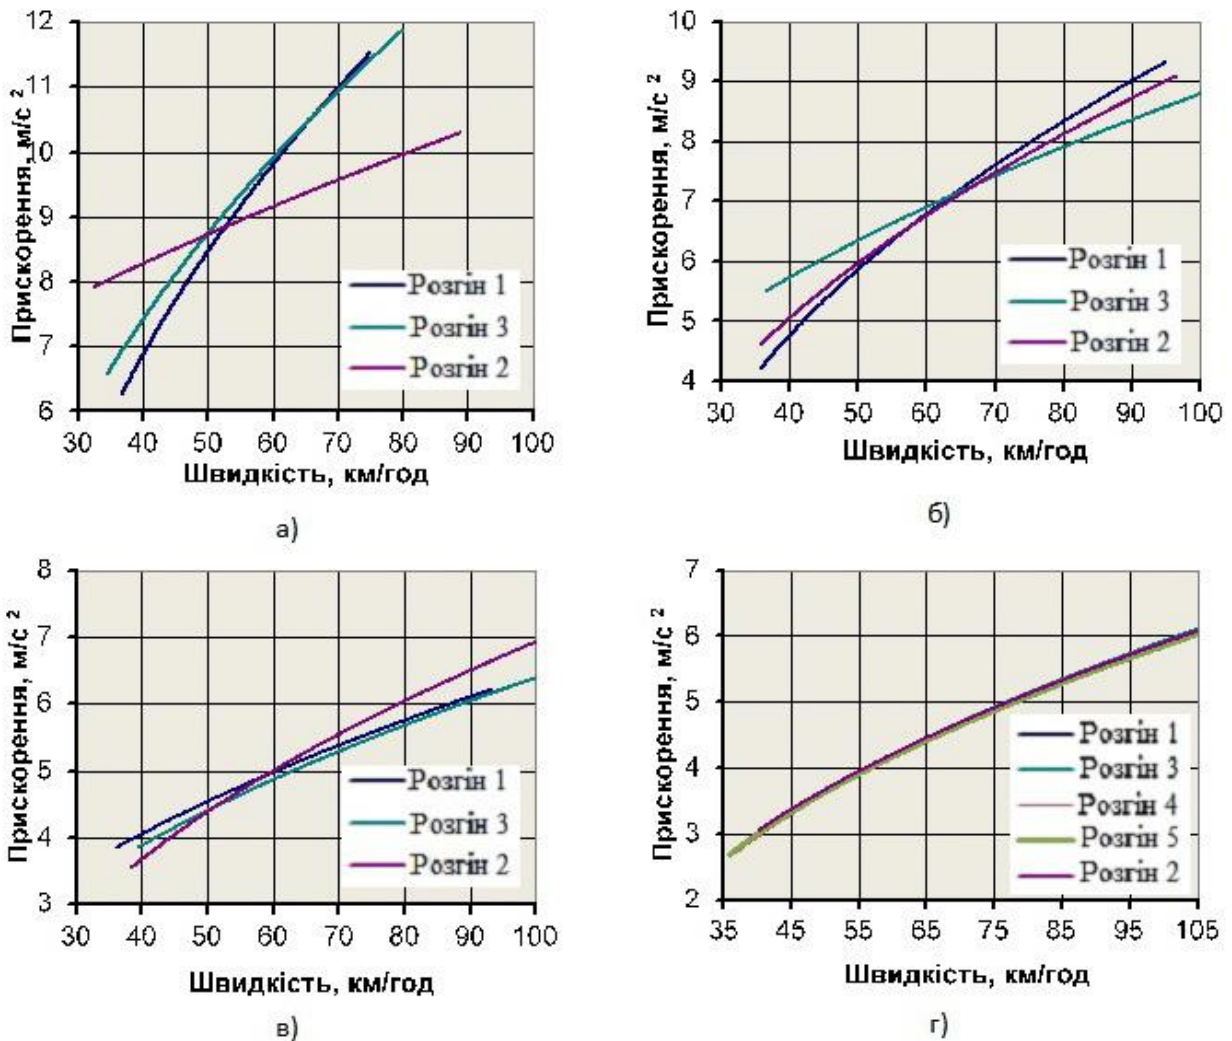 Прискорення, м/с ²
12
11
10
9
8
7
6
30 40 50 60 70 80 90 100
Швидкість, км/год
Розгін 1
Розгін 3
Розгін 2
а)
Прискорення, м/с ²
10
9
8
7
6
5
4
30 40 50 60 70 80 90 100
Швидкість, км/год
Розгін 1
Розгін 3
Розгін 2
б)
Прискорення, м/с ²
8
7
6
5
4
3
30 40 50 60 70 80 90 100
Швидкість, км/год
Розгін 1
Розгін 3
Розгін 2
в)
Прискорення, м/с ²
7
6
5
4
3
2
35 45 55 65 75 85 95 105
Швидкість, км/год
Розгін 1
Розгін 3
Розгін 4
Розгін 5
Розгін 2
г)